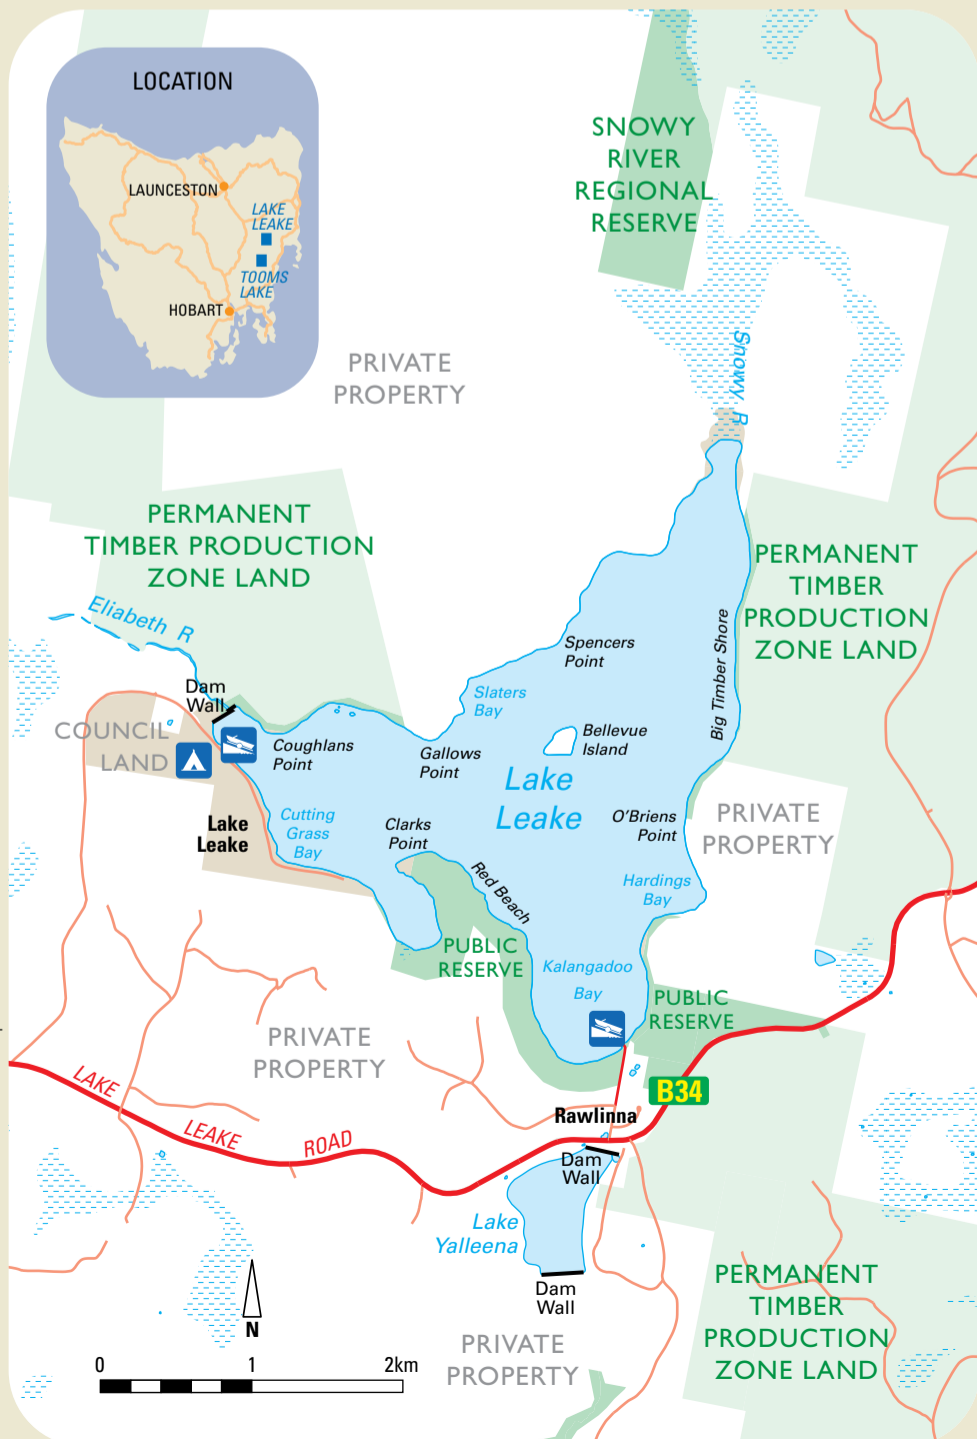 LOCATION
LAUNCESTON
LAKE
LEAKE
TOOMS
LAKE
HOBART
SNOWY
RIVER
REGIONAL
RESERVE
PRIVATE
PROPERTY
Snowy R
PERMANENT
TIMBER PRODUCTION
ZONE LAND
PERMANENT
TIMBER
PRODUCTION
ZONE LAND
Eliabeth R
Spencers
Point
Big Timber Shore
Dam
Wall
Slaters
Bay
COUNCIL
LAND
Coughlans
Point
Gallows
Point
Bellevue
Island
Lake
Leake
Lake
Leake
Cutting
Grass
Bay
Clarks
Point
O'Briens
Point
PRIVATE
PROPERTY
Red Beach
Hardings
Bay
PUBLIC
RESERVE
Kalangadoo
Bay
PUBLIC
RESERVE
PRIVATE
PROPERTY
LAKE
LEAKE
ROAD
B34
Rawlinna
Dam
Wall
Lake
Yalleena
Dam
Wall
PERMANENT
TIMBER
PRODUCTION
ZONE LAND
PRIVATE
PROPERTY
N
0 1 2km